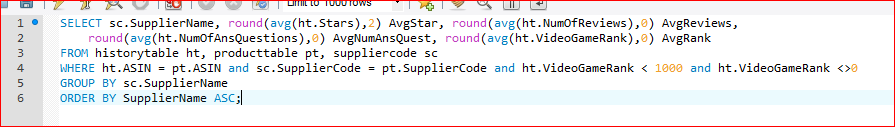 Limit to 1000 rows
1 SELECT sc.SupplierName, round(avg(ht.Stars),2) AvgStar, round(avg(ht.NumOfReviews),0) AvgReviews,
2 round(avg(ht.NumOfAnsQuestions),0) AvgNumAnsQuest, round(avg(ht.VideoGameRank),0) AvgRank
3 FROM historytable ht, producttable pt, suppliercode sc
4 WHERE ht.ASIN = pt.ASIN and sc.SupplierCode = pt.SupplierCode and ht.VideoGameRank < 1000 and ht.VideoGameRank <>0
5 GROUP BY sc.SupplierName
6 ORDER BY SupplierName ASC;